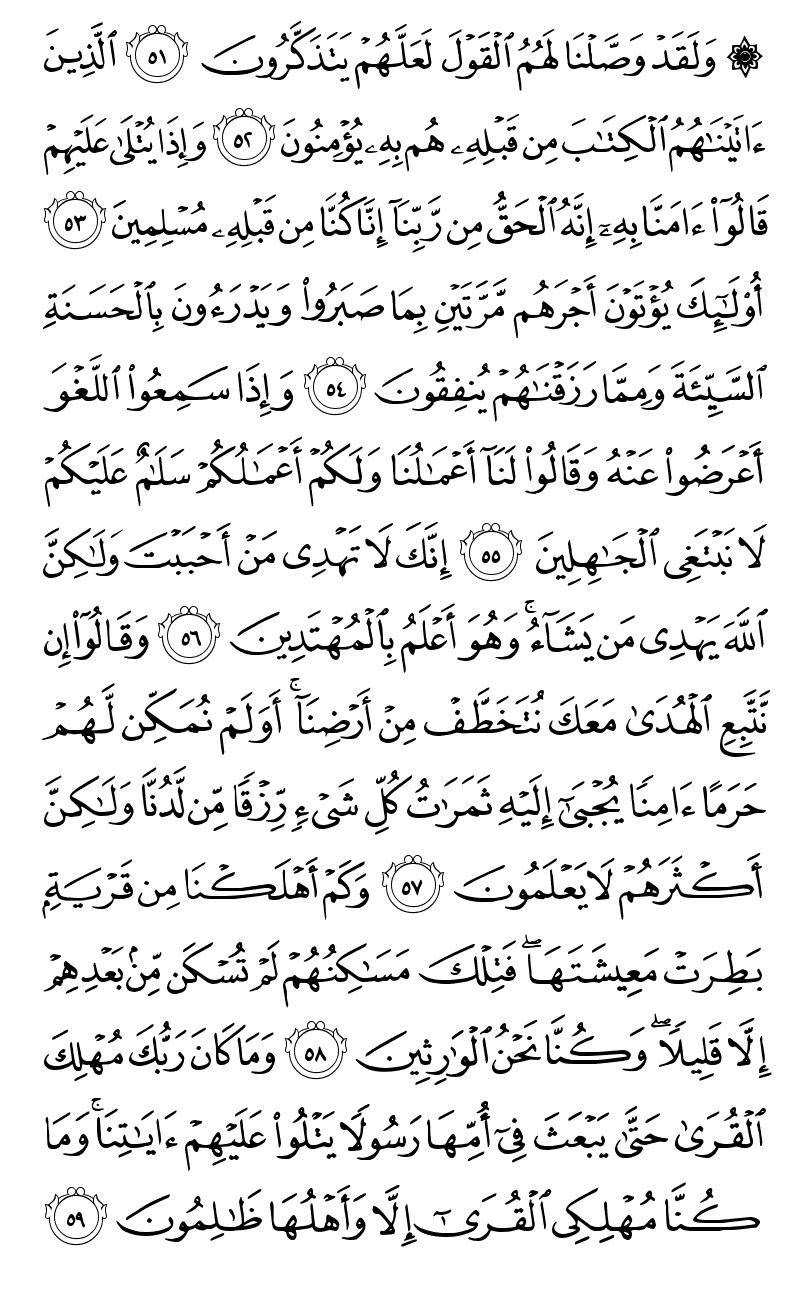 ۞ وَلَقَدۡ وَصَّلۡنَا لَهُمُ ٱلۡقَوۡلَ لَعَلَّهُمۡ يَتَذَكَّرُونَ ٥١ ٱلَّذِينَ
ءَاتَيۡنَٰهُمُ ٱلۡكِتَٰبَ مِن قَبۡلِهِۦ هُم بِهِۦ يُؤۡمِنُونَ ٥٢ وَإِذَا يُتۡلَىٰ عَلَيۡهِمۡ
قَالُوٓاْ ءَامَنَّا بِهِۦٓ إِنَّهُ ٱلۡحَقُّ مِن رَّبِّنَآ إِنَّا كُنَّا مِن قَبۡلِهِۦ مُسۡلِمِينَ ٥٣
أُوْلَٰٓئِكَ يُؤۡتَوۡنَ أَجۡرَهُم مَّرَّتَيۡنِ بِمَا صَبَرُواْ وَيَدۡرَءُونَ بِٱلۡحَسَنَةِ
ٱلسَّيِّئَةَ وَمِمَّا رَزَقۡنَٰهُمۡ يُنفِقُونَ ٥٤ وَإِذَا سَمِعُواْ ٱللَّغۡوَ
أَعۡرَضُواْ عَنۡهُ وَقَالُواْ لَنَآ أَعۡمَٰلُنَا وَلَكُمۡ أَعۡمَٰلُكُمۡ سَلَٰمٌ عَلَيۡكُمۡ
لَا نَبۡتَغِي ٱلۡجَٰهِلِينَ ٥٥ إِنَّكَ لَا تَهۡدِي مَنۡ أَحۡبَبۡتَ وَلَٰكِنَّ
ٱللَّهَ يَهۡدِي مَن يَشَآءُۚ وَهُوَ أَعۡلَمُ بِٱلۡمُهۡتَدِينَ ٥٦ وَقَالُوٓاْ إِن
نَّتَّبِعِ ٱلۡهُدَىٰ مَعَكَ نُتَخَطَّفۡ مِنۡ أَرۡضِنَآۚ أَوَلَمۡ نُمَكِّن لَّهُمۡ
حَرَمًا ءَامِنٗا يُجۡبَىٰٓ إِلَيۡهِ ثَمَرَٰتُ كُلِّ شَيۡءٖ رِّزۡقٗا مِّن لَّدُنَّا وَلَٰكِنَّ
أَكۡثَرَهُمۡ لَا يَعۡلَمُونَ ٥٧ وَكَمۡ أَهۡلَكۡنَا مِن قَرۡيَةِۭ
بَطِرَتۡ مَعِيشَتَهَاۖ فَتِلۡكَ مَسَٰكِنُهُمۡ لَمۡ تُسۡكَن مِّنۢ بَعۡدِهِمۡ
إِلَّا قَلِيلٗاۖ وَكُنَّا نَحۡنُ ٱلۡوَٰرِثِينَ ٥٨ وَمَا كَانَ رَبُّكَ مُهۡلِكَ
ٱلۡقُرَىٰ حَتَّىٰ يَبۡعَثَ فِيٓ أُمِّهَا رَسُولٗا يَتۡلُواْ عَلَيۡهِمۡ ءَايَٰتِنَاۚ وَمَا
كُنَّا مُهۡلِكِي ٱلۡقُرَىٰٓ إِلَّا وَأَهۡلُهَا ظَٰلِمُونَ ٥٩